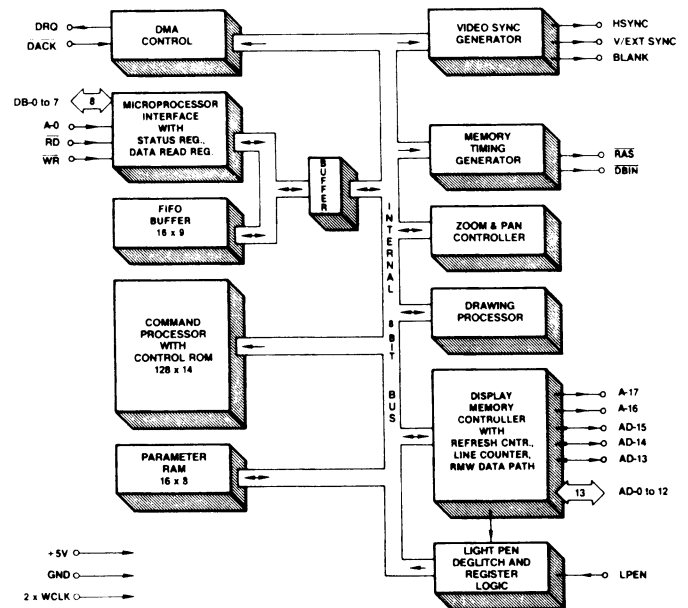 DRQ
DACK
DMA
CONTROL
DB-0 to 7
8
A-0
RD
WR
MICROPROCESSOR
INTERFACE
WITH
STATUS REG.,
DATA READ REG.
FIFO
BUFFER
16 x 9
BUFFER
COMMAND
PROCESSOR
WITH
CONTROL ROM
128 x 14
PARAMETER
RAM
16 x 8
+5V
GND
2 x WCLK
INTERNAL 8 BIT BUS
VIDEO SYNC
GENERATOR
HSYNC
V/EXT SYNC
BLANK
MEMORY
TIMING
GENERATOR
RAS
DBIN
ZOOM & PAN
CONTROLLER
DRAWING
PROCESSOR
DISPLAY
MEMORY
CONTROLLER
WITH
REFRESH CNTR.,
LINE COUNTER,
RMW DATA PATH
A-17
A-16
AD-15
AD-14
AD-13
13
AD-0 to 12
LIGHT PEN
DEGLITCH AND
REGISTER
LOGIC
LPEN